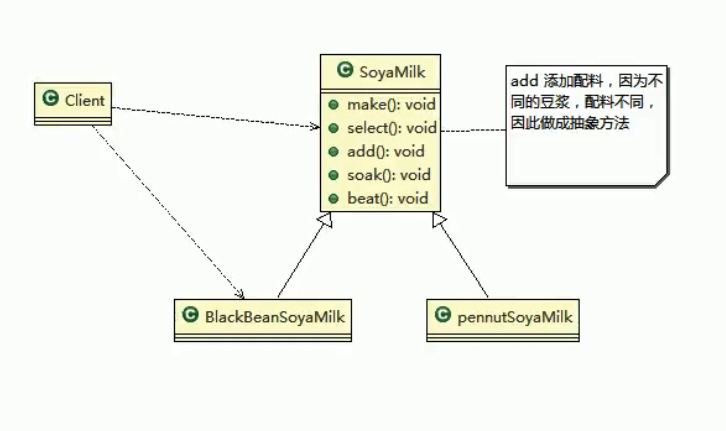 C Client
C SoyaMilk
make(): void
select(): void
add(): void
soak(): void
beat(): void
add 添加配料，因为不
同的豆浆，配料不同，
因此做成抽象方法
C BlackBeanSoyaMilk
C pennutSoyaMilk